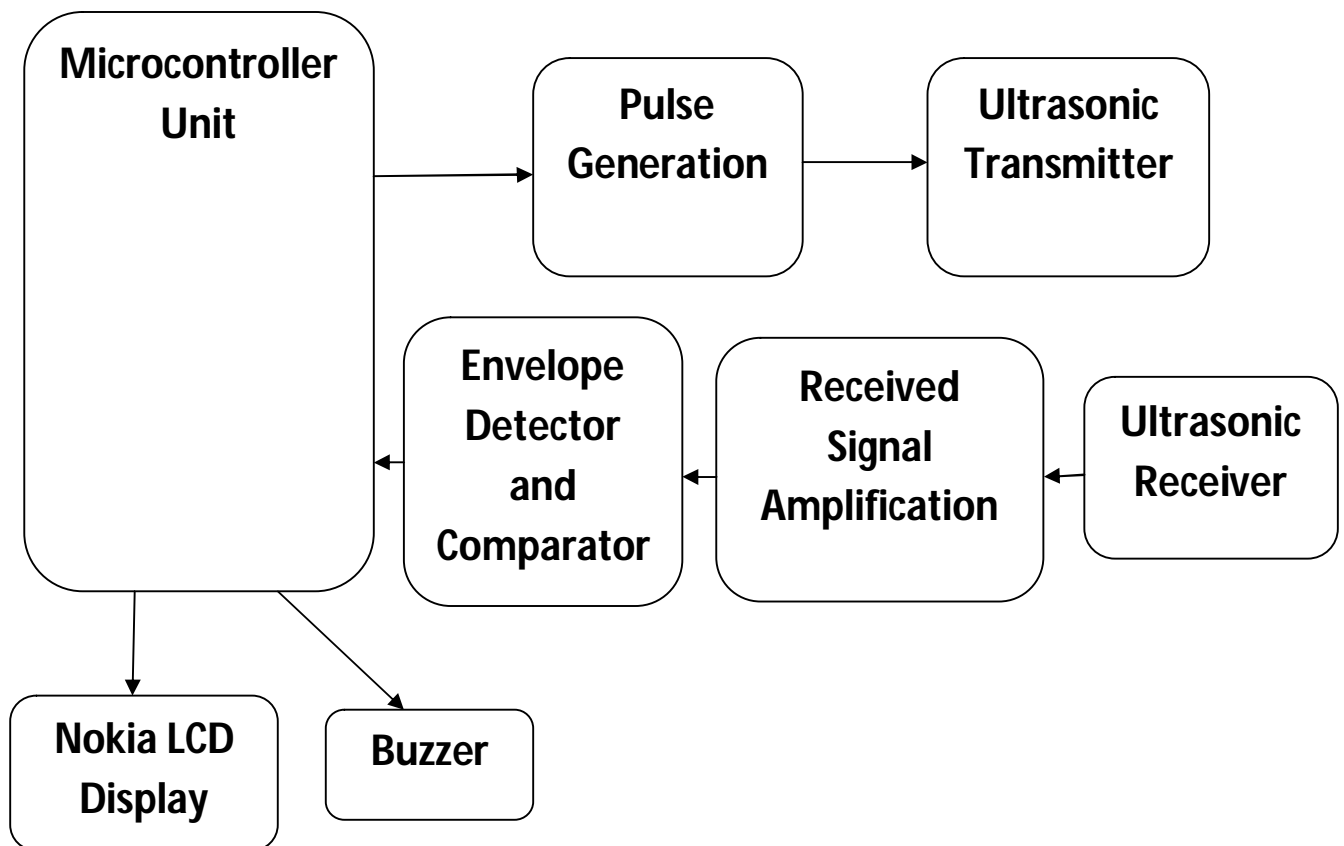 Microcontroller
Unit
Pulse
Generation
Ultrasonic
Transmitter
Envelope
Detector
and
Comparator
Received
Signal
Amplification
Ultrasonic
Receiver
Nokia LCD
Display
Buzzer